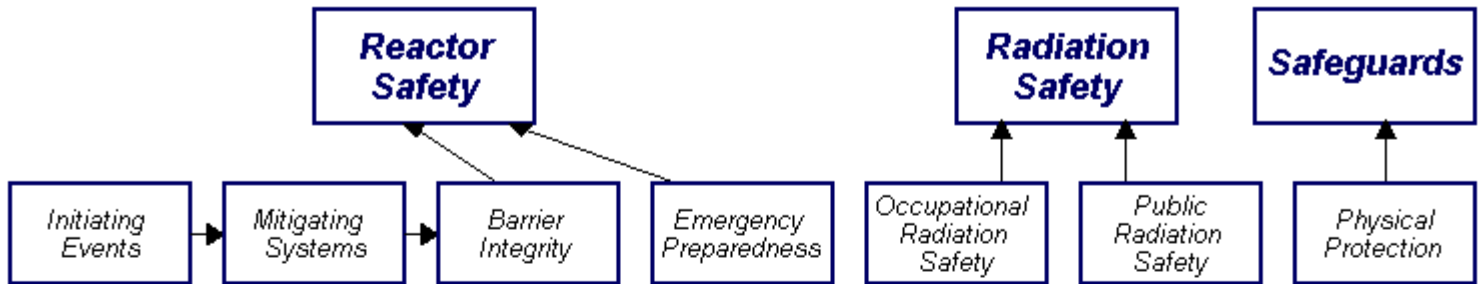 Reactor
Safety
Radiation
Safety
Safeguards
Initiating
Events
Mitigating
Systems
Barrier
Integrity
Emergency
Preparedness
Occupational
Radiation
Safety
Public
Radiation
Safety
Physical
Protection